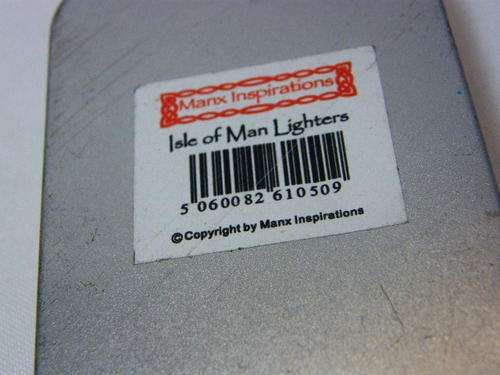 Manx Inspirations
Isle of Man Lighters
5 060082 610509
©Copyright by Manx Inspirations